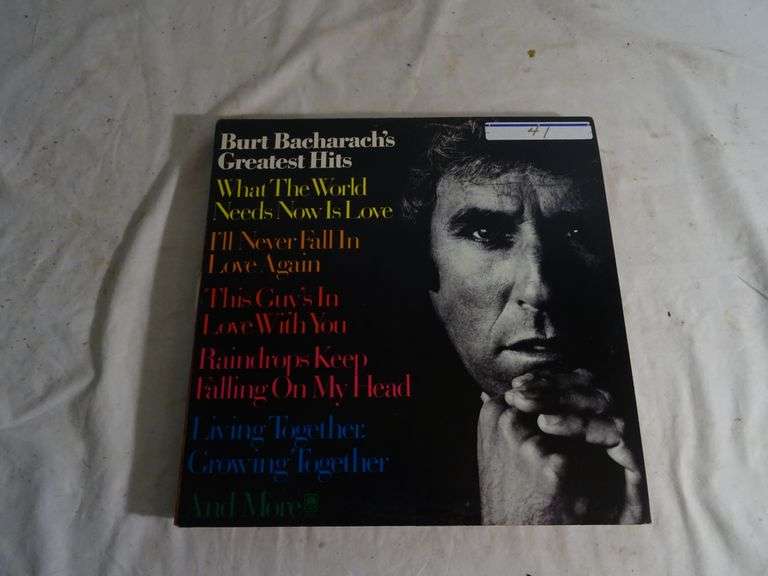 Burt Bacharach's
Greatest Hits
41
What The World
Needs Now Is Love
I'll Never Fall In
Love Again
This Guy's In
Love With You
Raindrops Keep
Falling On My Head
Living Together,
Growing Together
And More